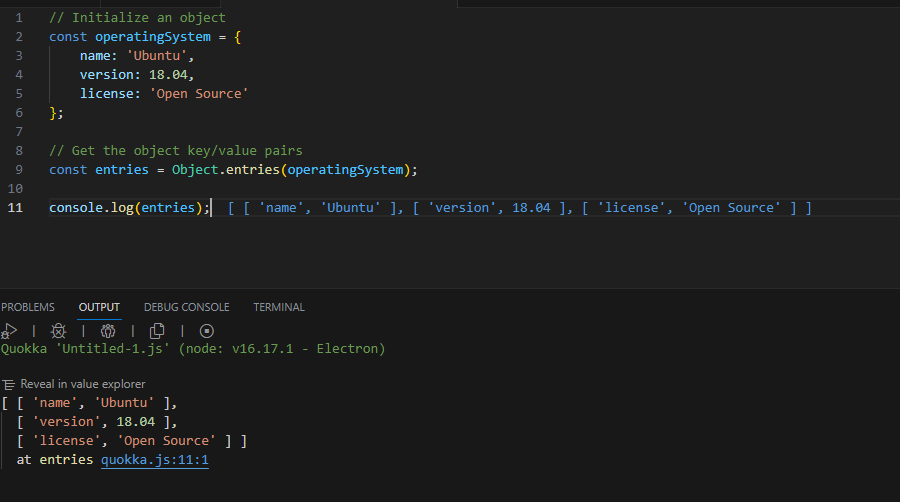 1 // Initialize an object
2 const operatingSystem = {
3 name: 'Ubuntu',
4 version: 18.04,
5 license: 'Open Source'
6 };
7
8 // Get the object key/value pairs
9 const entries = Object.entries(operatingSystem);
10
11 console.log(entries); [ [ 'name', 'Ubuntu' ], [ 'version', 18.04 ], [ 'license', 'Open Source' ] ]
PROBLEMS OUTPUT DEBUG CONSOLE TERMINAL
Quokka 'Untitled-1.js' (node: v16.17.1 - Electron)
Reveal in value explorer
[ [ 'name', 'Ubuntu' ],
[ 'version', 18.04 ],
[ 'license', 'Open Source' ] ]
at entries quokka.js:11:1